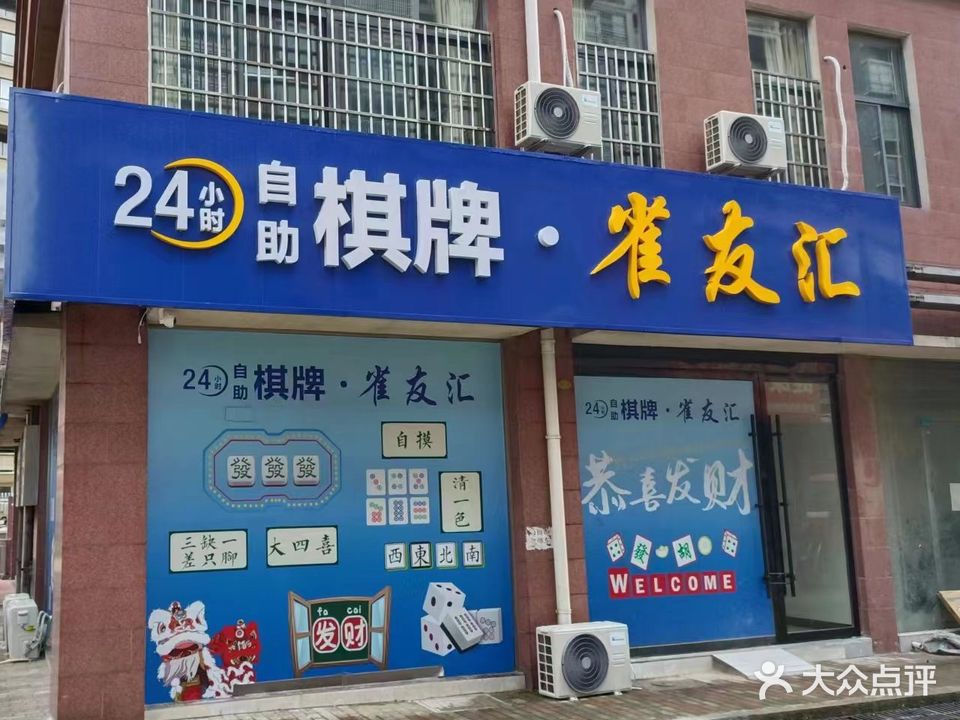 24小时自助棋牌·雀友汇
24小时自助棋牌·雀友汇
自摸
發發發
清一色
三缺一
差只聊
大四喜
西東北南
fa cai
发财
24小时自助棋牌·雀友汇
恭喜发财
發 胡
WELCOME
大众点评